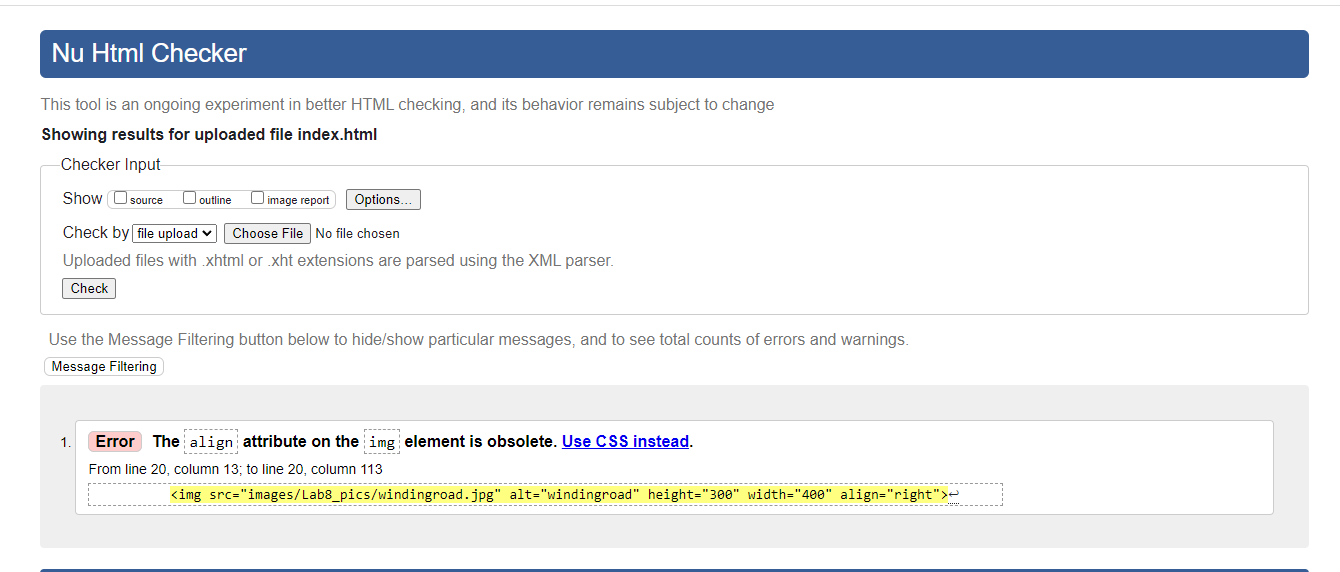 Nu Html Checker
This tool is an ongoing experiment in better HTML checking, and its behavior remains subject to change
Showing results for uploaded file index.html
Checker Input
Show source outline image report Options...
Check by file upload Choose File No file chosen
Uploaded files with .xhtml or .xht extensions are parsed using the XML parser.
Check
Use the Message Filtering button below to hide/show particular messages, and to see total counts of errors and warnings.
Message Filtering
1. Error The align attribute on the img element is obsolete. Use CSS instead.
From line 20, column 13; to line 20, column 113
<img src="images/Lab8_pics/windingroad.jpg" alt="windingroad" height="300" width="400" align="right">↩